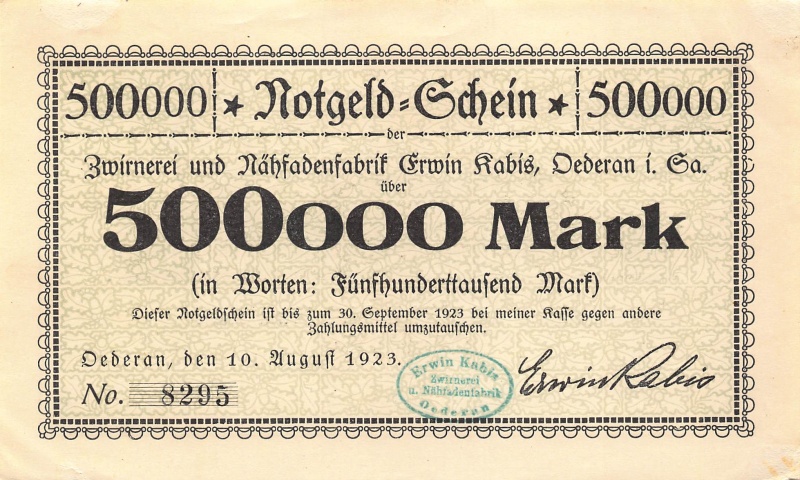 500000 ★ Notgeld-Schein ★ 500000
der
Zwirnerei und Nähfadenfabrik Erwin Kabis, Oederan i. Sa.
über
500000 Mark
(in Worten: Fünfhunderttausend Mark)
Dieser Notgeldschein ist bis zum 30. September 1923 bei meiner Kasse gegen andere
Zahlungsmittel umzutauschen.
Oederan, den 10. August 1923.
No. 8295
Erwin Kabis
Zwirnerei
u. Nähfadenfabrik
Oederan
Erwin Kabis